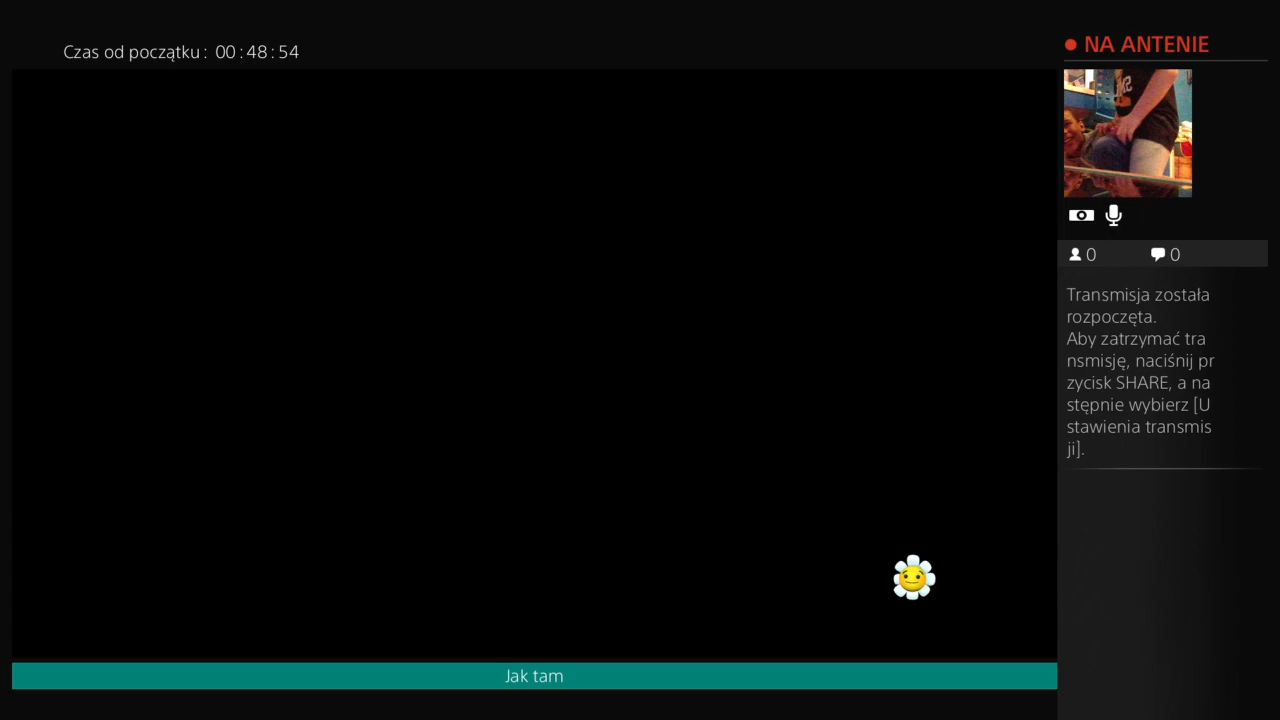 Czas od początku : 00 : 48 : 54
NA ANTENIE
0 0
Transmisja została
rozpoczęta.
Aby zatrzymać tra
nsmisję, naciśnij pr
zycisk SHARE, a na
stępnie wybierz [U
stawienia transmis
ji].
Jak tam